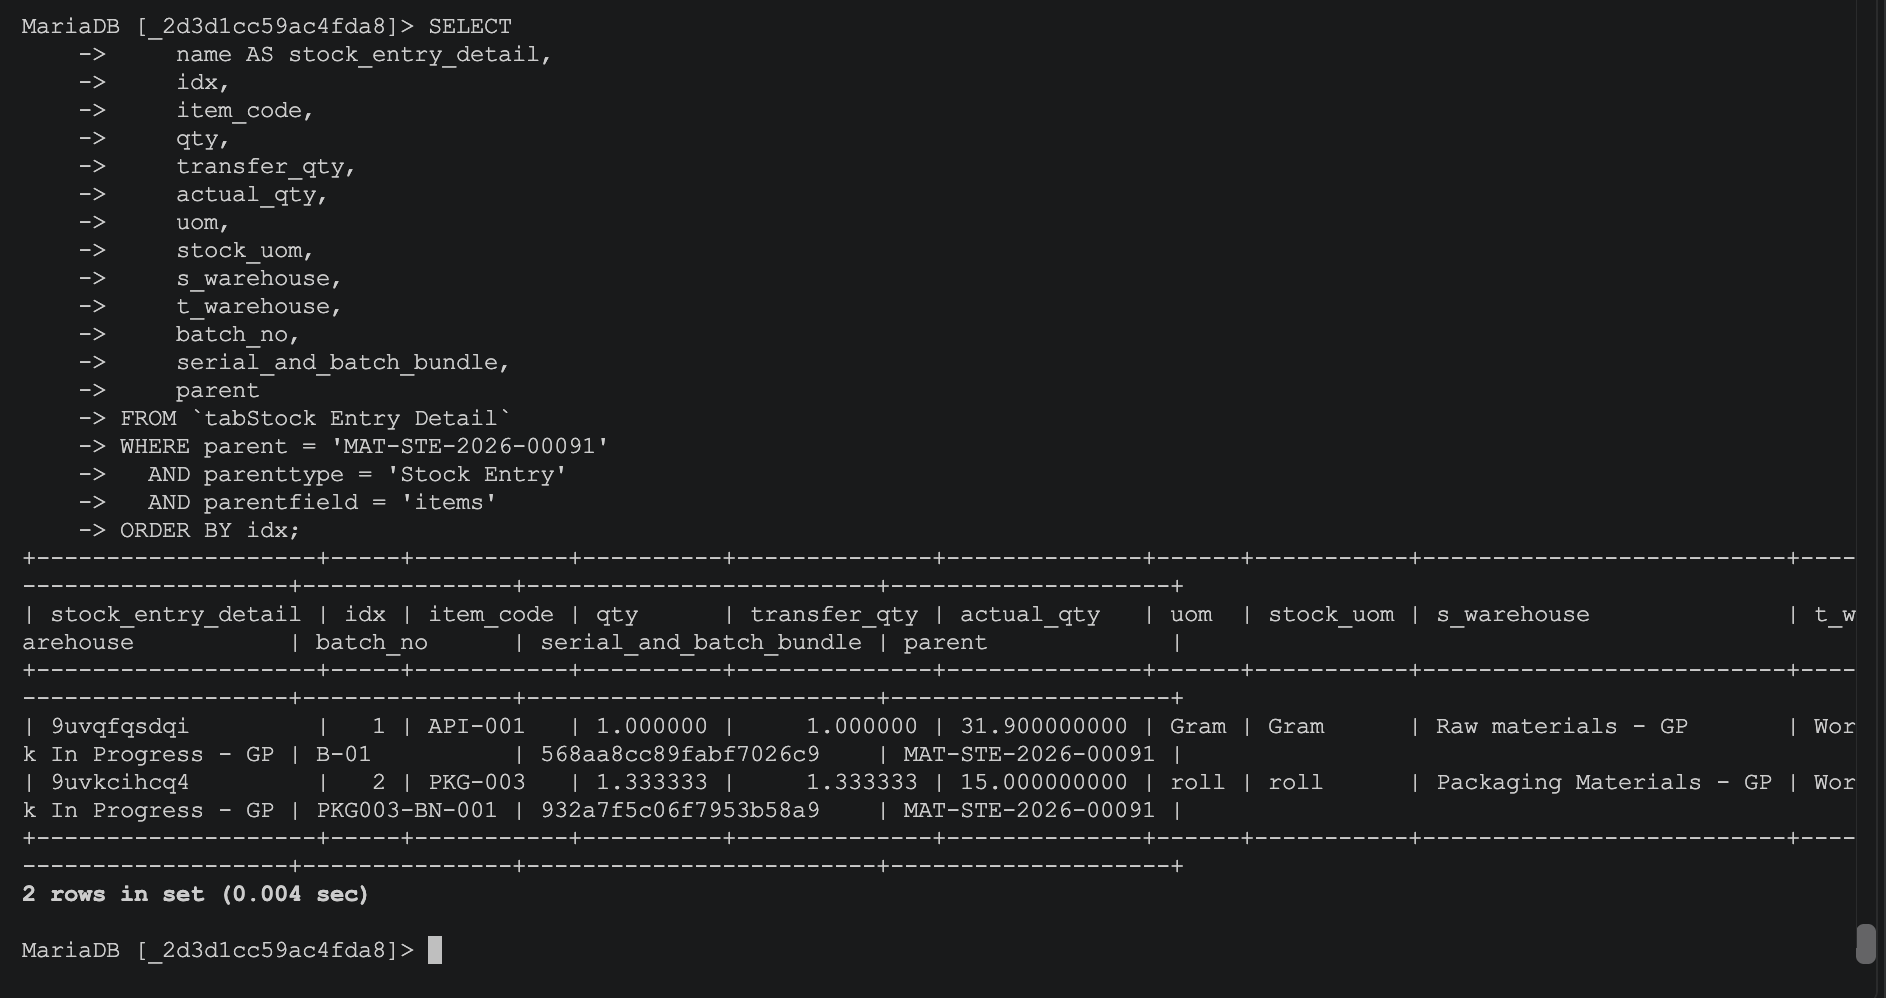 MariaDB [_2d3d1cc59ac4fda8]> SELECT
    ->     name AS stock_entry_detail,
    ->     idx,
    ->     item_code,
    ->     qty,
    ->     transfer_qty,
    ->     actual_qty,
    ->     uom,
    ->     stock_uom,
    ->     s_warehouse,
    ->     t_warehouse,
    ->     batch_no,
    ->     serial_and_batch_bundle,
    ->     parent
    -> FROM `tabStock Entry Detail`
    -> WHERE parent = 'MAT-STE-2026-00091'
    ->   AND parenttype = 'Stock Entry'
    ->   AND parentfield = 'items'
    -> ORDER BY idx;
+--------------------+-----+-----------+----------+--------------+--------------+------+-----------+--------------------------+----
-------------------+---------------+-------------------------+--------------------+
| stock_entry_detail | idx | item_code | qty      | transfer_qty | actual_qty   | uom  | stock_uom | s_warehouse              | t_w
arehouse           | batch_no      | serial_and_batch_bundle | parent             |
+--------------------+-----+-----------+----------+--------------+--------------+------+-----------+--------------------------+----
-------------------+---------------+-------------------------+--------------------+
| 9uvqfqsdqi         |   1 | API-001   | 1.000000 |     1.000000 | 31.900000000 | Gram | Gram      | Raw materials - GP       | Wor
k In Progress - GP | B-01          | 568aa8cc89fabf7026c9    | MAT-STE-2026-00091 |
| 9uvkcihcq4         |   2 | PKG-003   | 1.333333 |     1.333333 | 15.000000000 | roll | roll      | Packaging Materials - GP | Wor
k In Progress - GP | PKG003-BN-001 | 932a7f5c06f7953b58a9    | MAT-STE-2026-00091 |
+--------------------+-----+-----------+----------+--------------+--------------+------+-----------+--------------------------+----
-------------------+---------------+-------------------------+--------------------+
2 rows in set (0.004 sec)
MariaDB [_2d3d1cc59ac4fda8]>